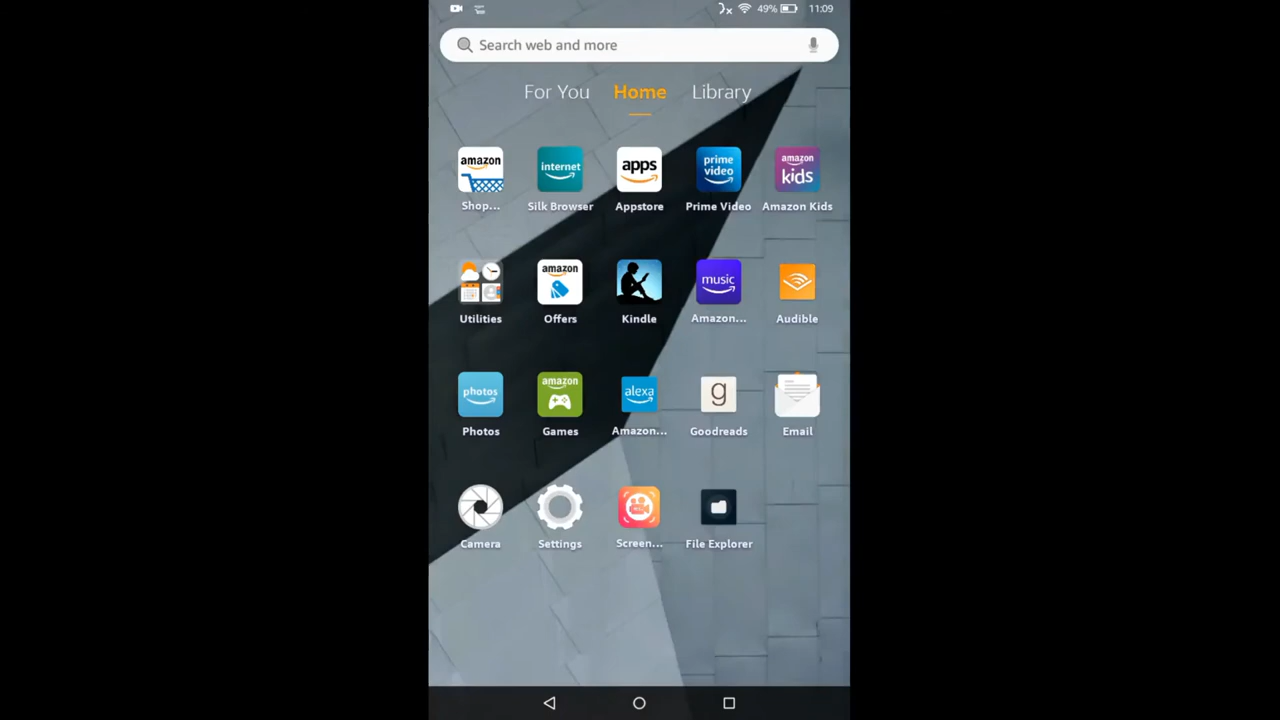 49% 11:09
Search web and more
For You Home Library
amazon internet apps prime video amazon kids
Shop... Silk Browser Appstore Prime Video Amazon Kids
amazon music
Utilities Offers Kindle Amazon... Audible
photos amazon alexa g
Photos Games Amazon... Goodreads Email
Camera Settings Screen... File Explorer